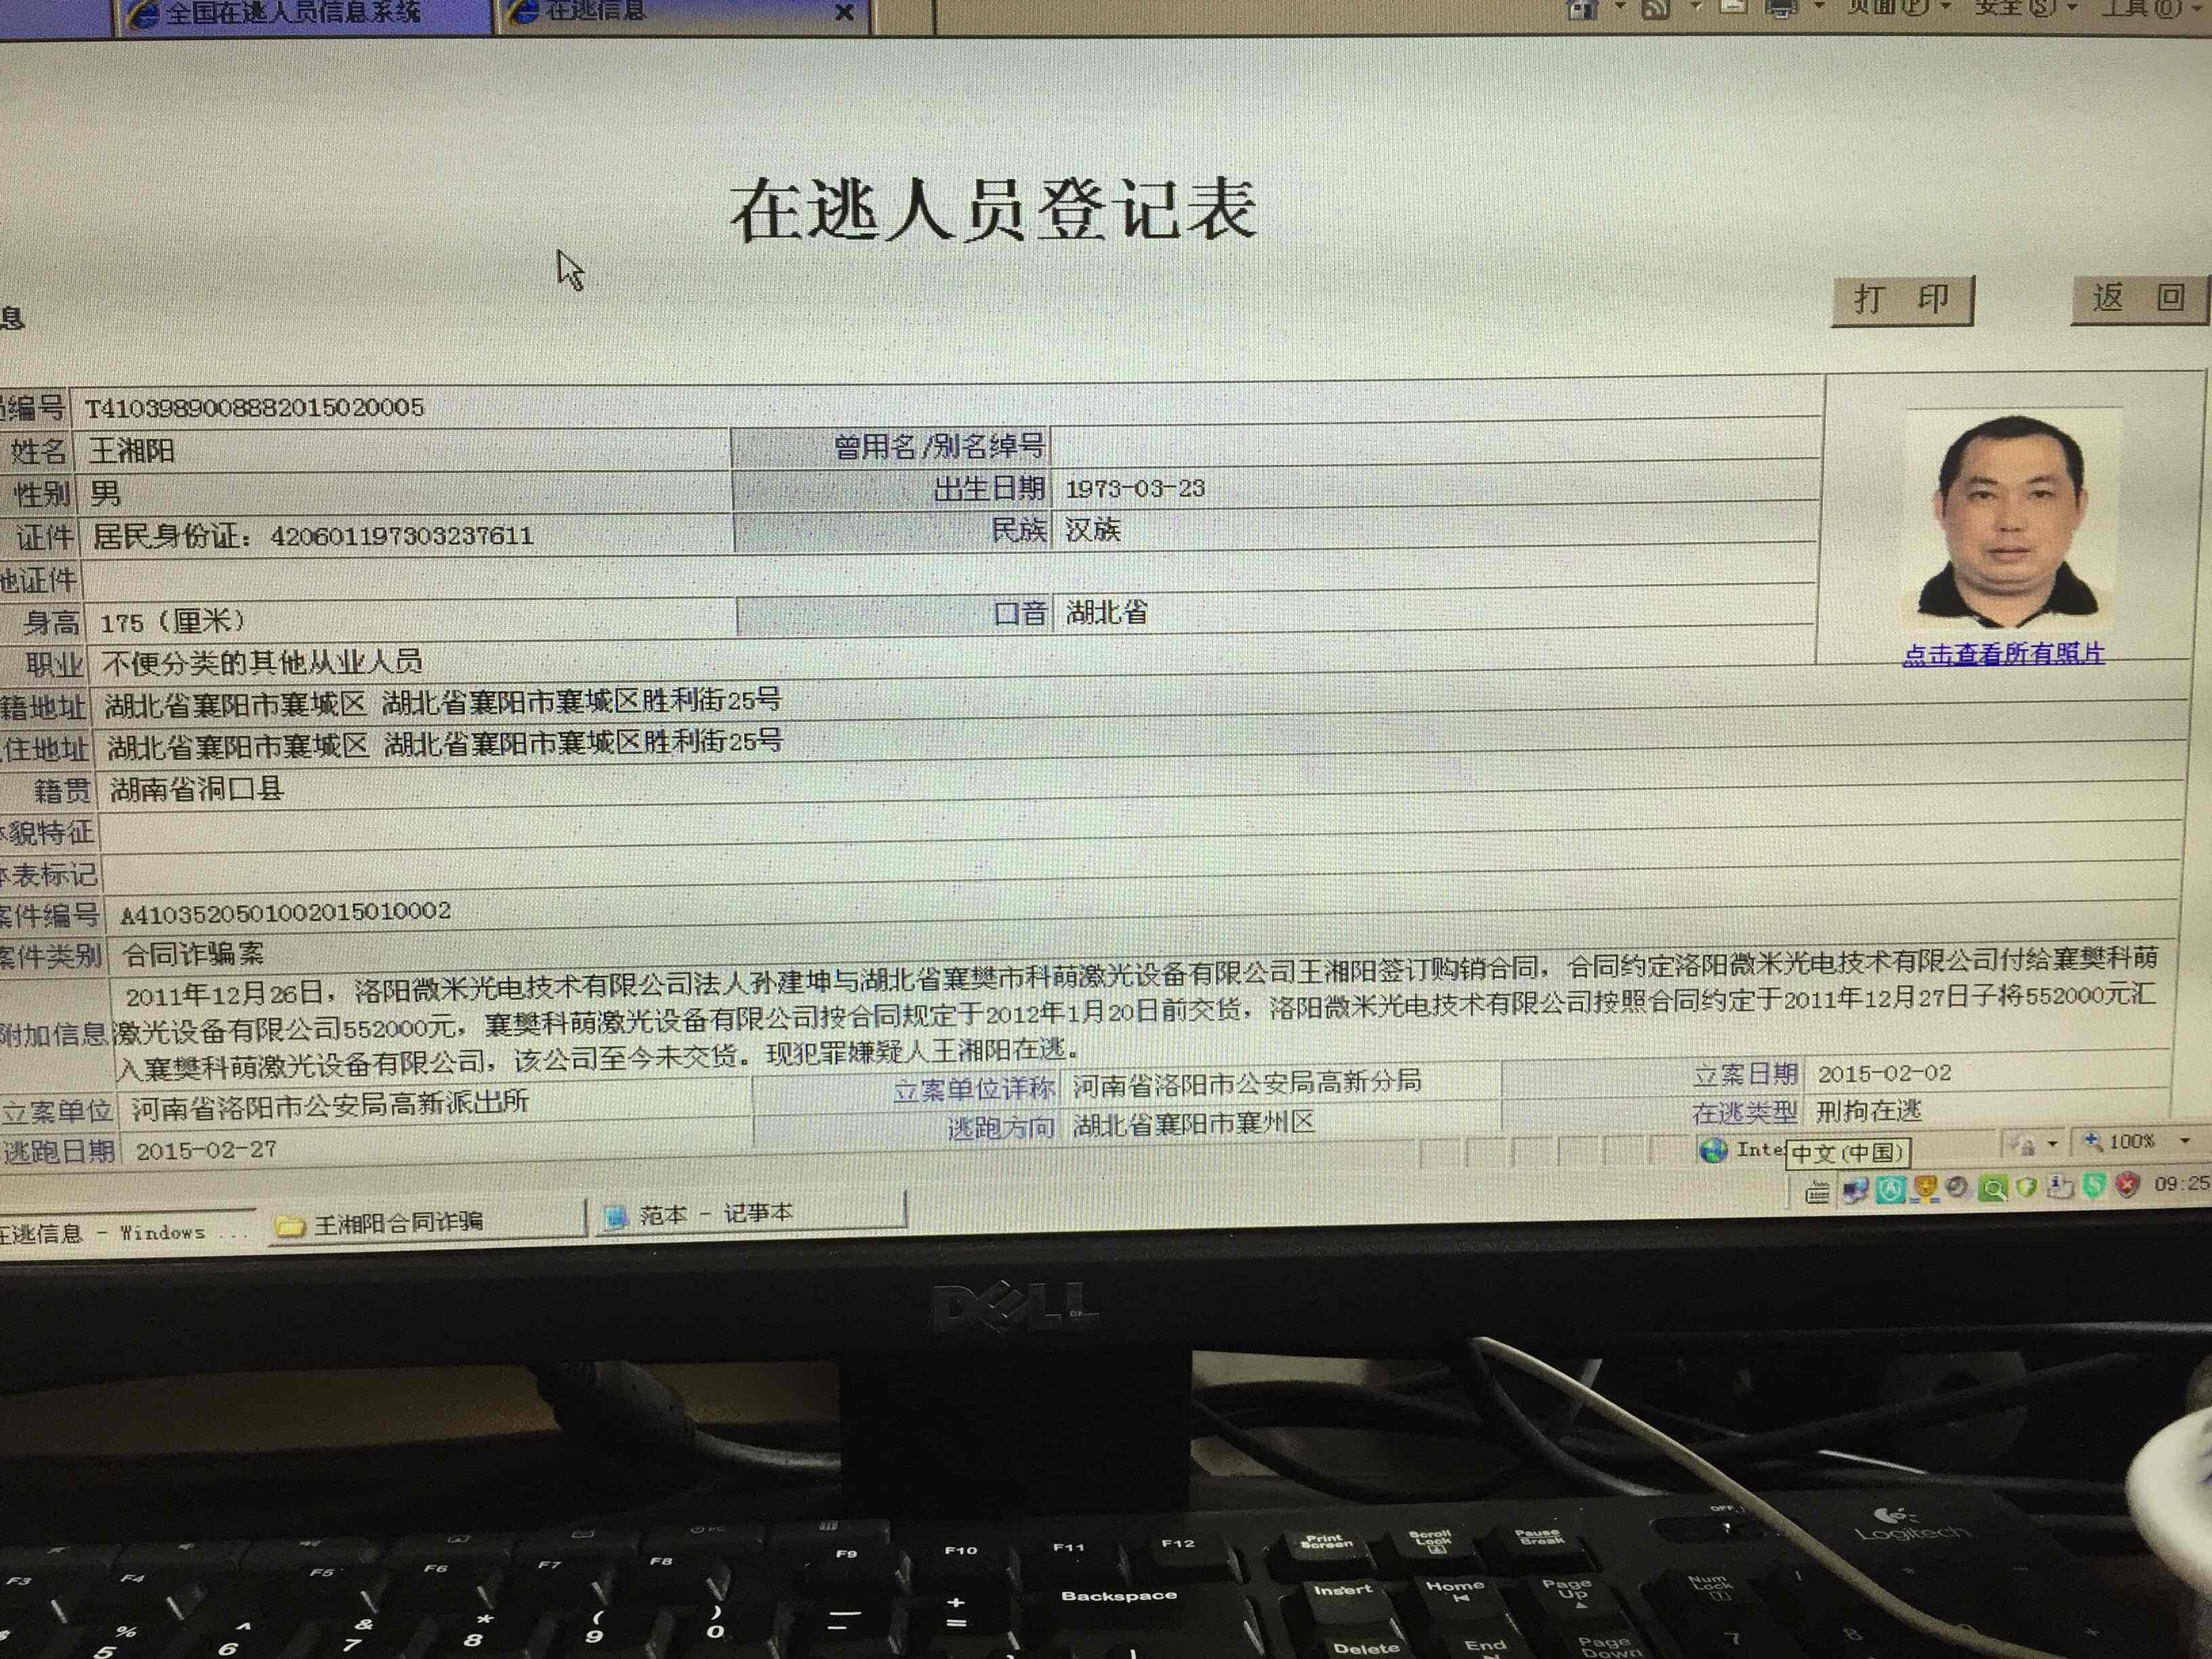 全国在逃人员信息系统 在逃信息 页面(P) 安全(S) 工具(O)
在逃人员登记表
息
打 印 返 回
编号 T4103989008882015020005
姓名 王湘阳 曾用名/别名绰号
性别 男 出生日期 1973-03-23
证件 居民身份证: 420601197303237611 民族 汉族
他证件
身高 175 (厘米) 口音 湖北省
点击查看所有照片
职业 不便分类的其他从业人员
籍地址 湖北省襄阳市襄城区 湖北省襄阳市襄城区胜利街25号
住地址 湖北省襄阳市襄城区 湖北省襄阳市襄城区胜利街25号
籍贯 湖南省洞口县
体貌特征
体表标记
案件编号 A4103520501002015010002
案件类别 合同诈骗案
2011年12月26日，洛阳微米光电技术有限公司法人孙建坤与湖北省襄樊市科萌激光设备有限公司王湘阳签订购销合同，合同约定洛阳微米光电技术有限公司付给襄樊科萌
附加信息 激光设备有限公司552000元，襄樊科萌激光设备有限公司按合同规定于2012年1月20日前交货，洛阳微米光电技术有限公司按照合同约定于2011年12月27日子将552000元汇
入襄樊科萌激光设备有限公司，该公司至今未交货。现犯罪嫌疑人王湘阳在逃。
立案单位 河南省洛阳市公安局高新派出所 立案单位详称 河南省洛阳市公安局高新分局 立案日期 2015-02-02
逃跑日期 2015-02-27 逃跑方向 湖北省襄阳市襄州区 在逃类型 刑拘在逃
Inte 中文(中国) 100%
在逃信息 - Windows ... 王湘阳合同诈骗 范本 - 记事本 09:25
DELL
OFF
Logitech
F3 F4 F5 F6 F7 F8 F9 F10 F11 F12 Print Screen Scroll Lock Pause Break
% 5 ^ 6 & 7 * 8 ( 9 ) 0 — – + = Backspace Insert Home Page Up Num Lock
Delete End Page Down 7 8